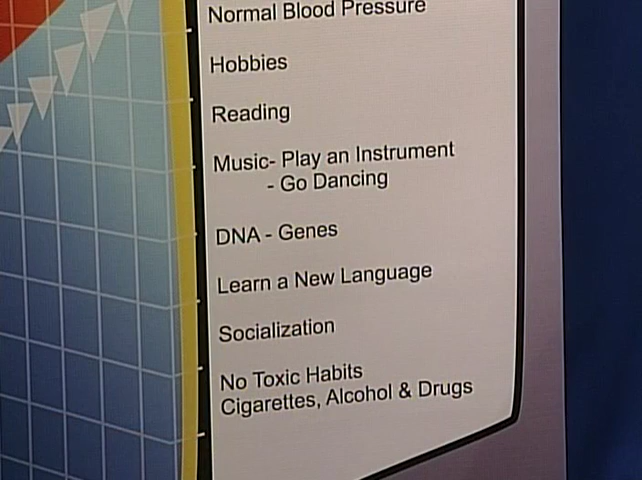 Normal Blood Pressure
Hobbies
Reading
Music- Play an Instrument
- Go Dancing
DNA - Genes
Learn a New Language
Socialization
No Toxic Habits
Cigarettes, Alcohol & Drugs